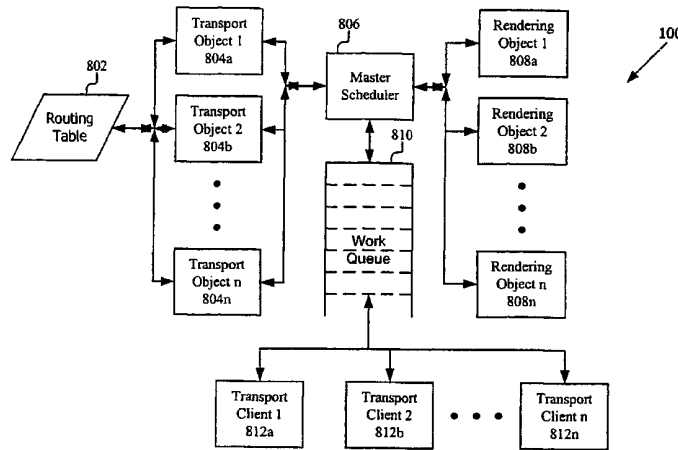 802
Routing
Table
Transport
Object 1
804a
Transport
Object 2
804b
Transport
Object n
804n
806
Master
Scheduler
810
Work
Queue
Rendering
Object 1
808a
Rendering
Object 2
808b
Rendering
Object n
808n
100
Transport
Client 1
812a
Transport
Client 2
812b
Transport
Client n
812n